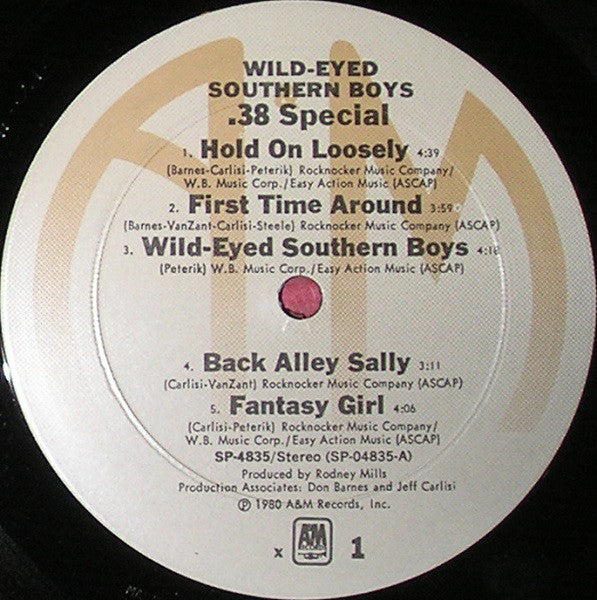 WILD-EYED
SOUTHERN BOYS
.38 Special
1. Hold On Loosely 4:39
(Barnes-Carlisi-Peterik) Rocknocker Music Company/
W.B. Music Corp./Easy Action Music (ASCAP)
2. First Time Around 3:59
(Barnes-VanZant-Carlisi-Steele) Rocknocker Music Company (ASCAP)
3. Wild-Eyed Southern Boys 4:18
(Peterik) W.B. Music Corp./Easy Action Music (ASCAP)
4. Back Alley Sally 3:11
(Carlisi-VanZant) Rocknocker Music Company (ASCAP)
5. Fantasy Girl 4:06
(Carlisi-Peterik) Rocknocker Music Company/
W.B. Music Corp./Easy Action Music (ASCAP)
SP-4835/Stereo (SP-04835-A)
Produced by Rodney Mills
Production Associates: Don Barnes and Jeff Carlisi
℗ 1980 A&M Records, Inc.
x A&M RECORDS 1